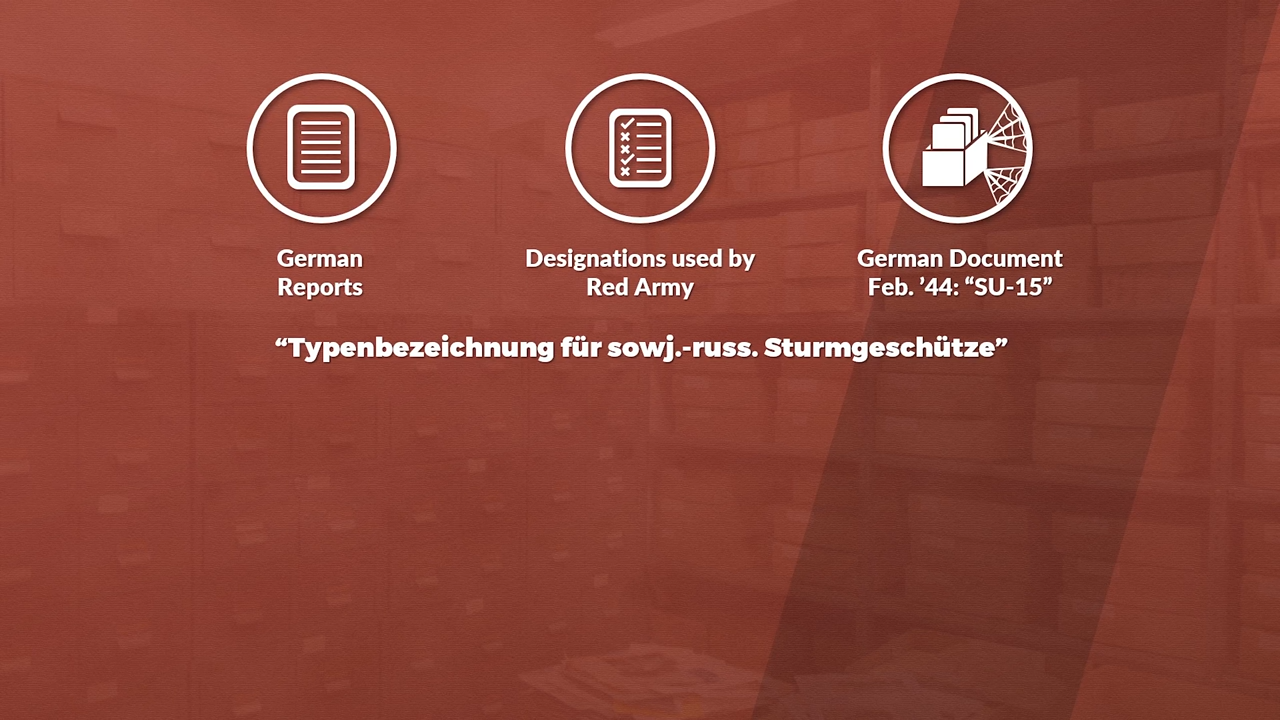 German
Reports
Designations used by
Red Army
German Document
Feb. ’44: “SU-15”
“Typenbezeichnung für sowj.-russ. Sturmgeschütze”